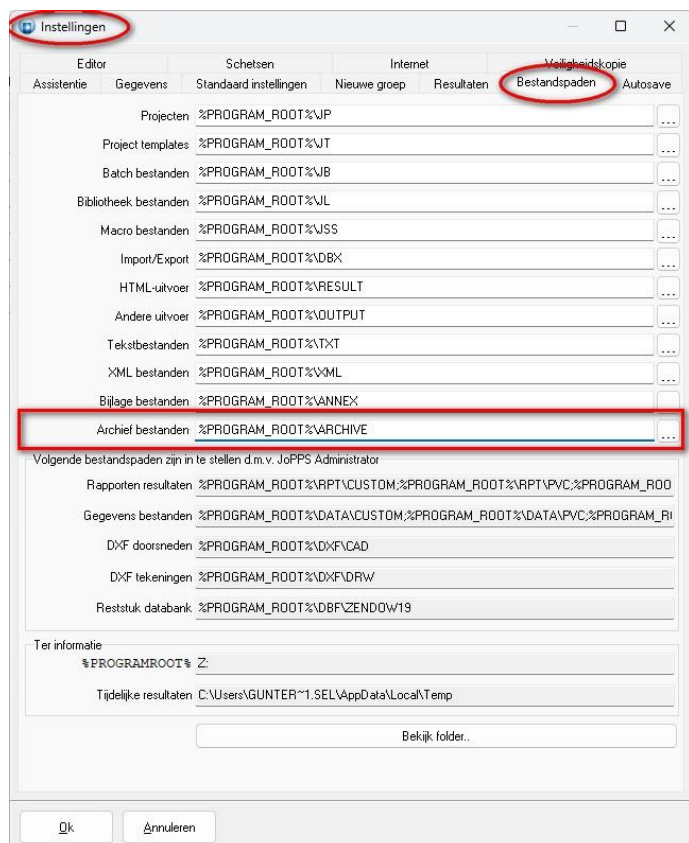 Instellingen
Editor Schetsen Internet Veiligheidskopie
Assistentie Gegevens Standaard instellingen Nieuwe groep Resultaten Bestandspaden Autosave
Projecten %PROGRAM_ROOT%\JP ...
Project templates %PROGRAM_ROOT%\JT ...
Batch bestanden %PROGRAM_ROOT%\JB ...
Bibliotheek bestanden %PROGRAM_ROOT%\JL ...
Macro bestanden %PROGRAM_ROOT%\JSS ...
Import/Export %PROGRAM_ROOT%\DBX ...
HTML-uitvoer %PROGRAM_ROOT%\RESULT ...
Andere uitvoer %PROGRAM_ROOT%\OUTPUT ...
Tekstbestanden %PROGRAM_ROOT%\TXT ...
XML bestanden %PROGRAM_ROOT%\XML ...
Bijlage bestanden %PROGRAM_ROOT%\ANNEX ...
Archief bestanden %PROGRAM_ROOT%\ARCHIVE ...
Volgende bestandspaden zijn in te stellen d.m.v. JoPPS Administrator
Rapporten resultaten %PROGRAM_ROOT%\RPT\CUSTOM;%PROGRAM_ROOT%\RPT\PVC;%PROGRAM_ROO
Gegevens bestanden %PROGRAM_ROOT%\DATA\CUSTOM;%PROGRAM_ROOT%\DATA\PVC;%PROGRAM_R
DXF doorsneden %PROGRAM_ROOT%\DXF\CAD
DXF tekeningen %PROGRAM_ROOT%\DXF\DRW
Reststuk databank %PROGRAM_ROOT%\DBF\ZENDOW19
Ter informatie
%PROGRAMROOT% Z:
Tijdelijke resultaten C:\Users\GUNTER~1.SEL\AppData\Local\Temp
Bekijk folder..
Ok Annuleren